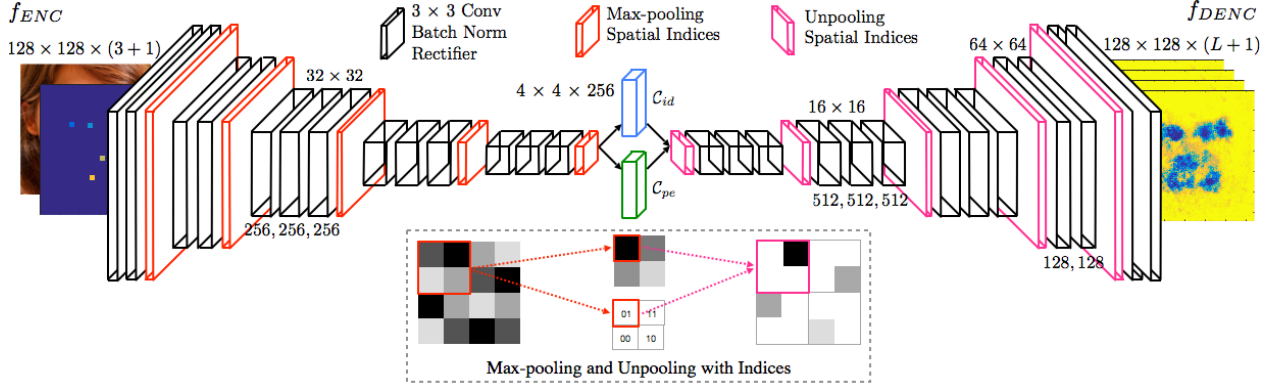 f_ENC
128 × 128 × (3 + 1)
3 × 3 Conv
Batch Norm
Rectifier
Max-pooling
Spatial Indices
Unpooling
Spatial Indices
f_DENC
128 × 128 × (L + 1)
64 × 64
32 × 32
4 × 4 × 256
C_id
16 × 16
C_pe
256, 256, 256
512, 512, 512
128, 128
01 11
00 10
Max-pooling and Unpooling with Indices